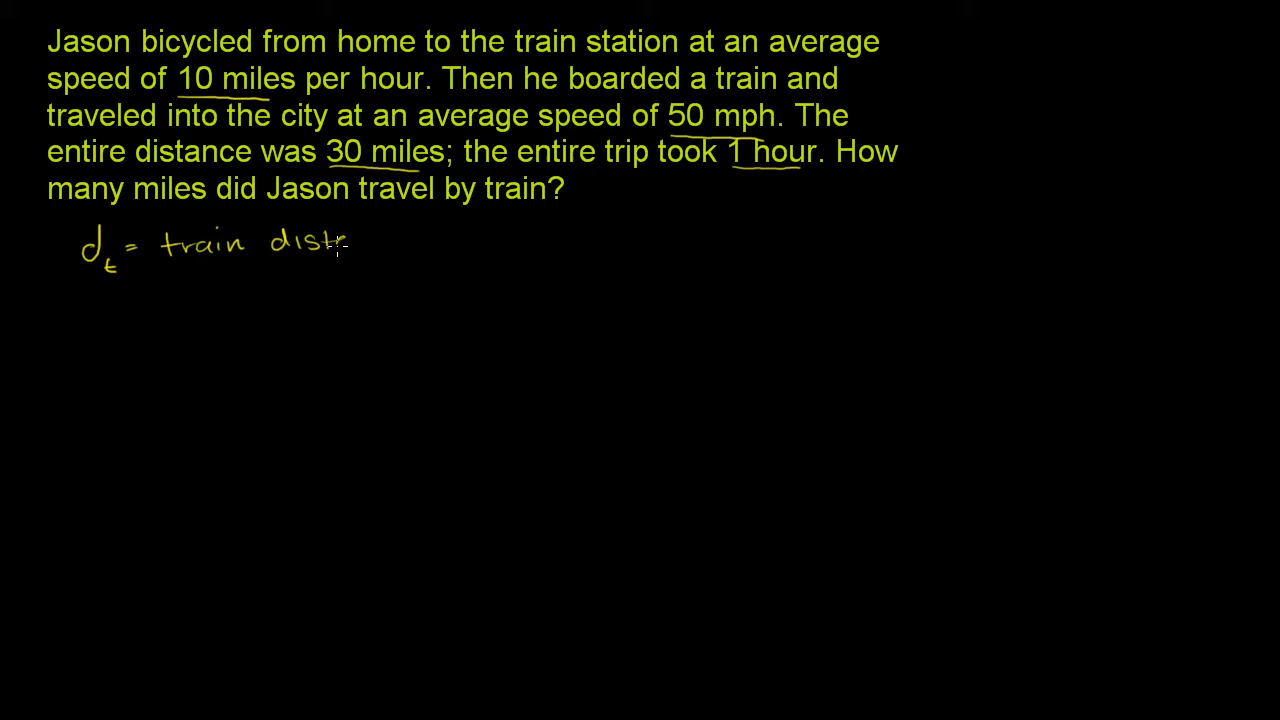 Jason bicycled from home to the train station at an average
speed of 10 miles per hour. Then he boarded a train and
traveled into the city at an average speed of 50 mph. The
entire distance was 30 miles; the entire trip took 1 hour. How
many miles did Jason travel by train?
d_t = train dist